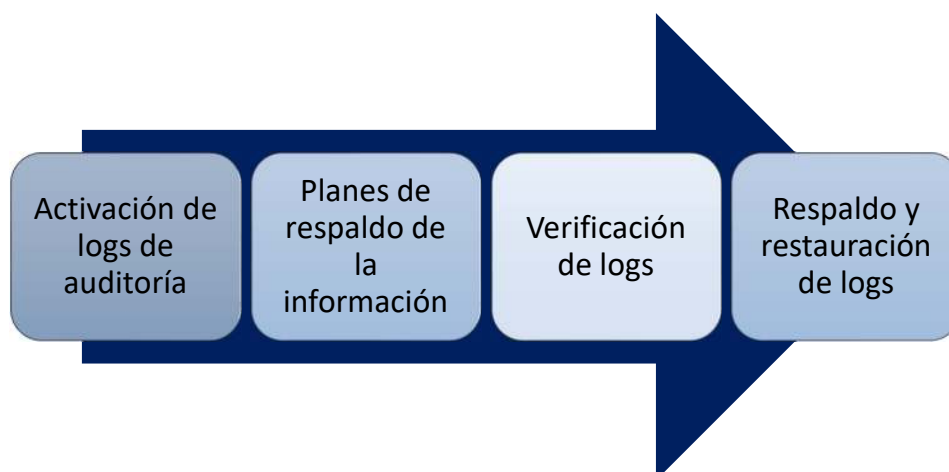 Activación de
logs de
auditoría
Planes de
respaldo de
la
información
Verificación
de logs
Respaldo y
restauración
de logs